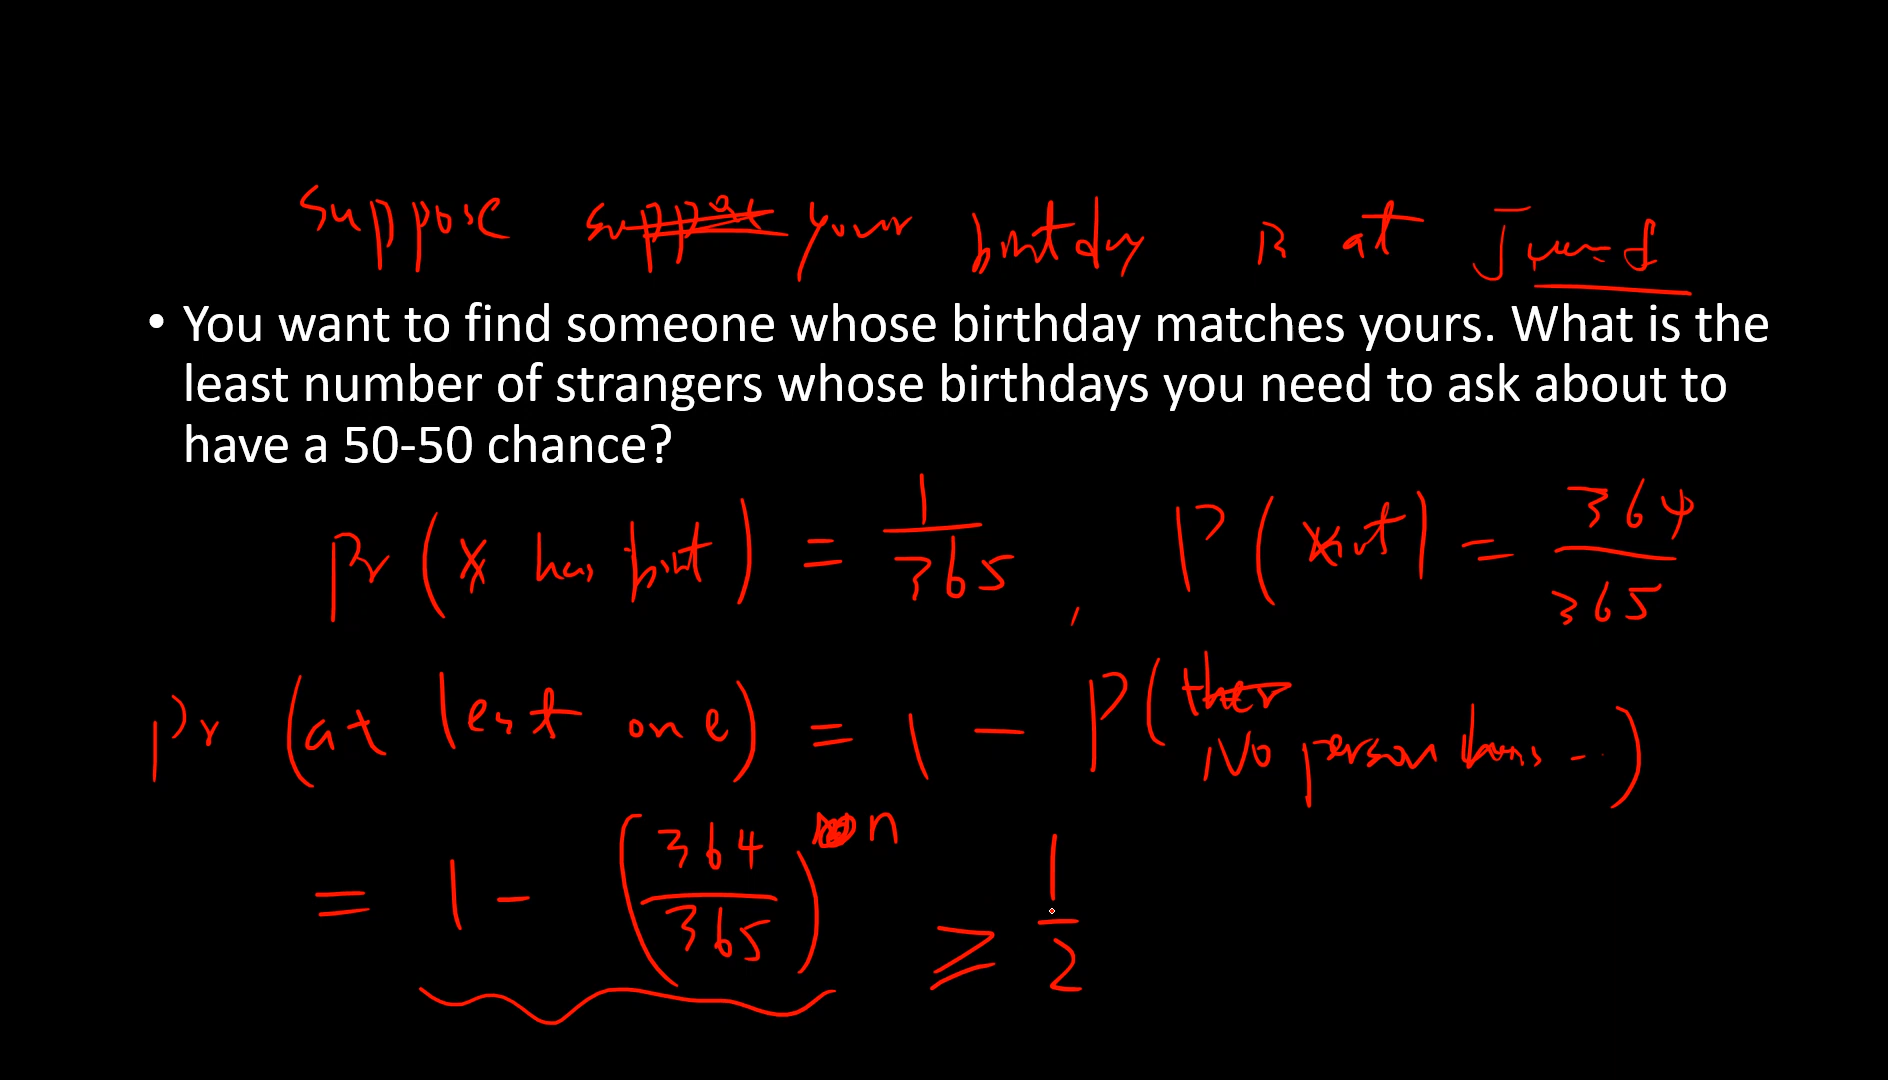 suppose your birthday is at
• You want to find someone whose birthday matches yours. What is the
least number of strangers whose birthdays you need to ask about to
have a 50-50 chance?
Pr (X has birt) = 1/365 , P( not ) = 364/365
Pr (at least one) = 1 - P( No person ... )
= 1 - (364/365)^n ≥ 1/2